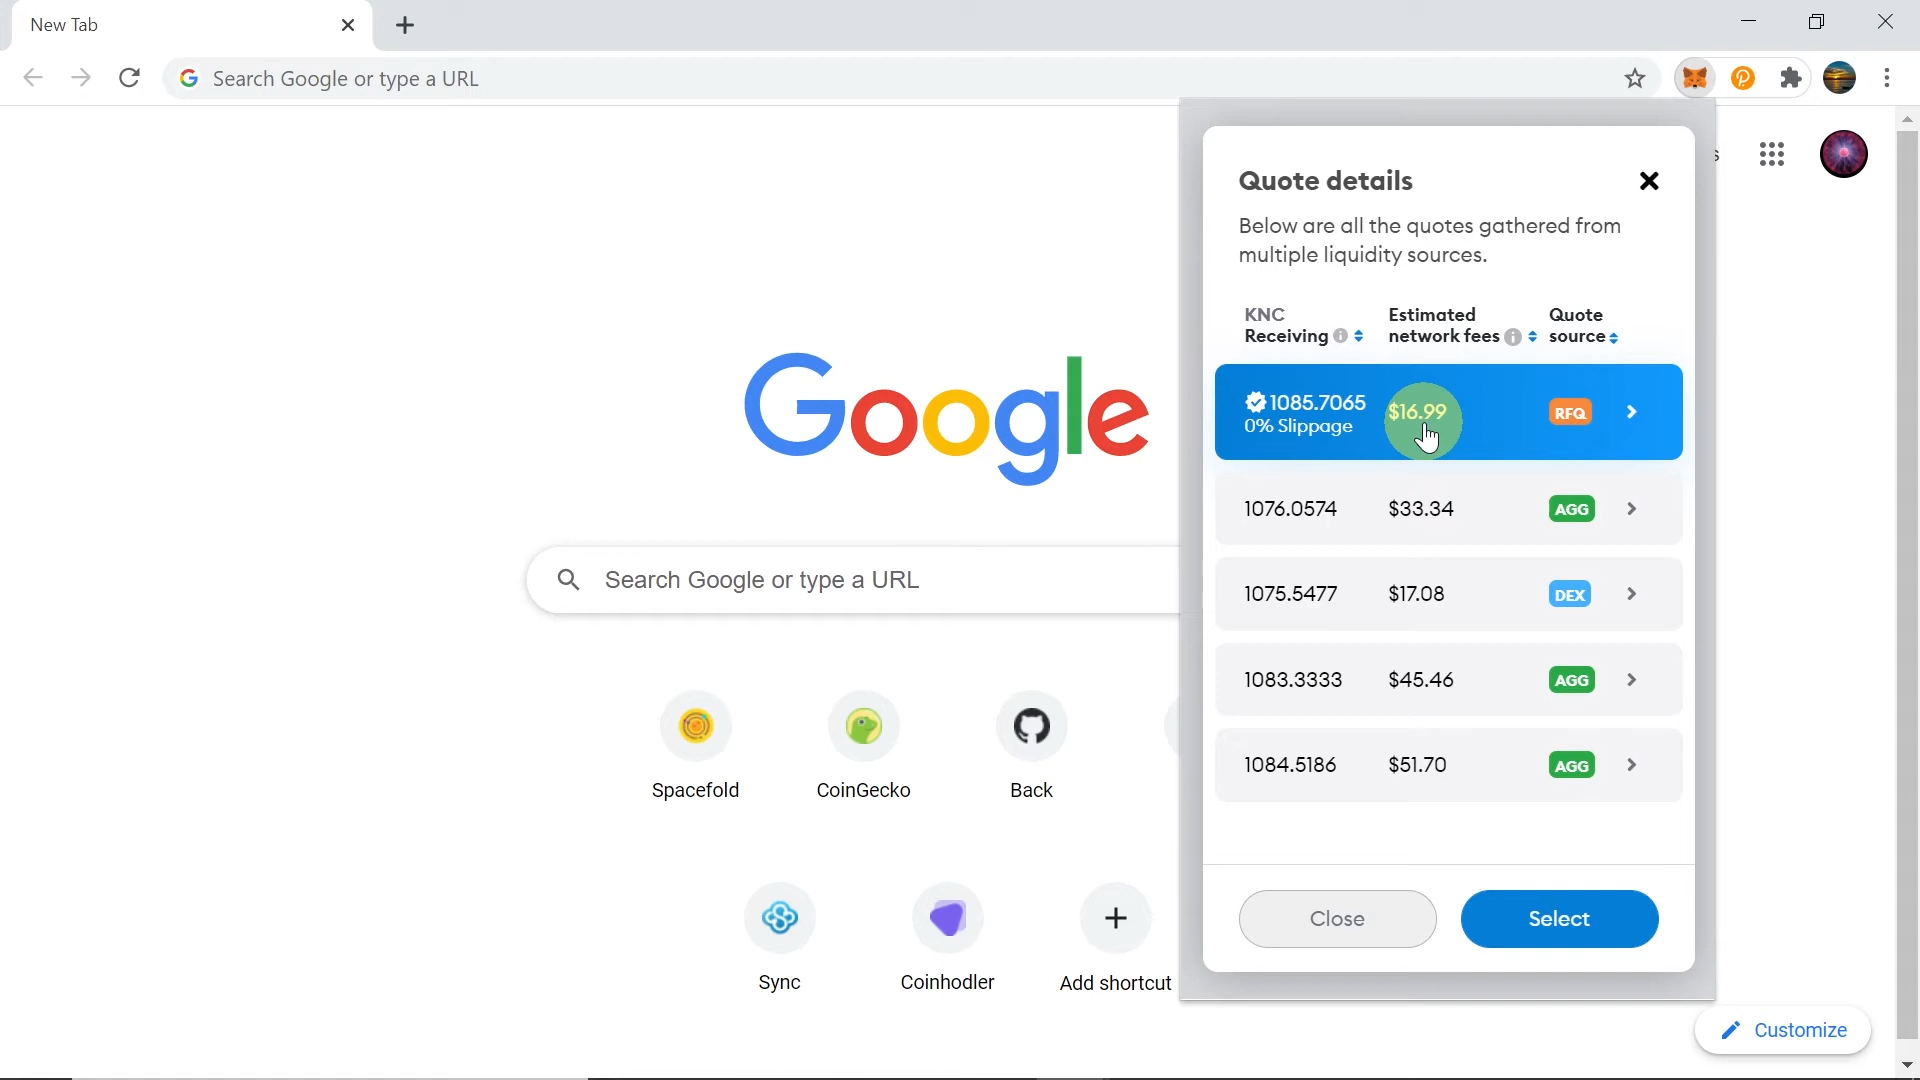 New Tab
Search Google or type a URL
Quote details
Below are all the quotes gathered from
multiple liquidity sources.
KNC Estimated Quote
Receiving network fees source
1085.7065 $16.99 RFQ
0% Slippage
1076.0574 $33.34 AGG
1075.5477 $17.08 DEX
1083.3333 $45.46 AGG
1084.5186 $51.70 AGG
Close Select
Google
Search Google or type a URL
Spacefold CoinGecko Back
Sync Coinhodler Add shortcut
Customize